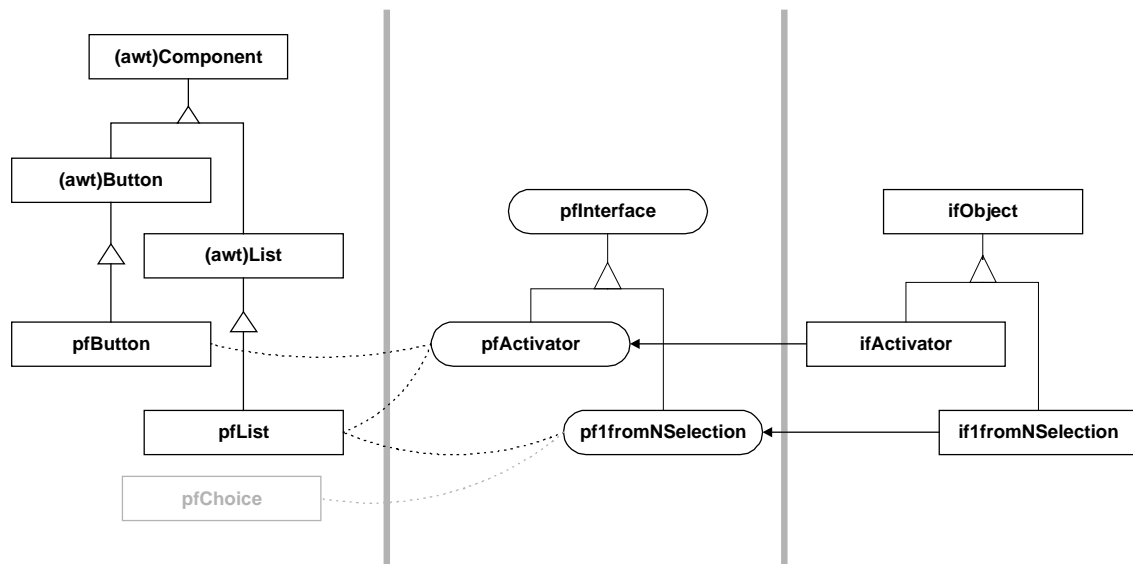 (awt)Component
(awt)Button
(awt)List
pfButton
pfList
pfChoice
pfInterface
pfActivator
pf1fromNSelection
ifObject
ifActivator
if1fromNSelection